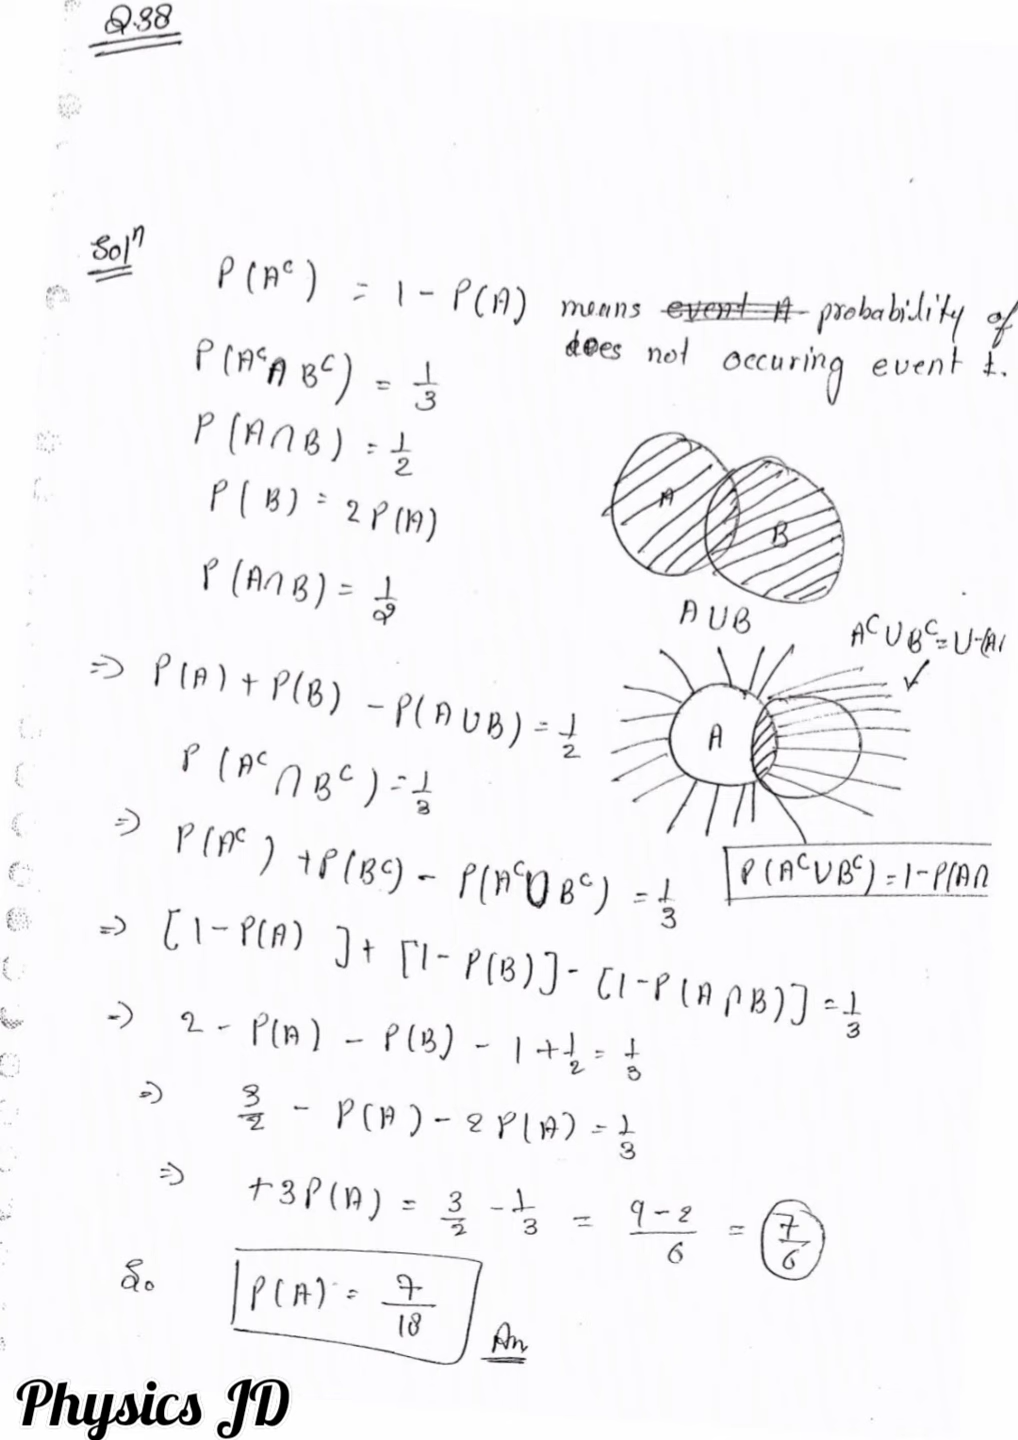 Q.38
Solⁿ
P(Aᶜ) = 1 - P(A) means event A probability of
does not occuring event 1.
P(Aᶜ ∩ Bᶜ) = 1/3
P(A∩B) = 1/2
P(B) = 2P(A)
P(A∩B) = 1/2
A
B
A∪B
Aᶜ∪Bᶜ = U-(A∩
⇒ P(A) + P(B) - P(A∪B) = 1/2
A
P(Aᶜ ∩ Bᶜ) = 1/3
P(Aᶜ∪Bᶜ) = 1-P(A∩
⇒ P(Aᶜ) + P(Bᶜ) - P(Aᶜ∪Bᶜ) = 1/3
⇒ [1-P(A)] + [1-P(B)] - [1-P(A∩B)] = 1/3
⇒ 2 - P(A) - P(B) - 1 + 1/2 = 1/3
⇒ 3/2 - P(A) - 2P(A) = 1/3
⇒ +3P(A) = 3/2 - 1/3 = 9-2/6 = 7/6
So P(A) = 7/18 An
Physics JD